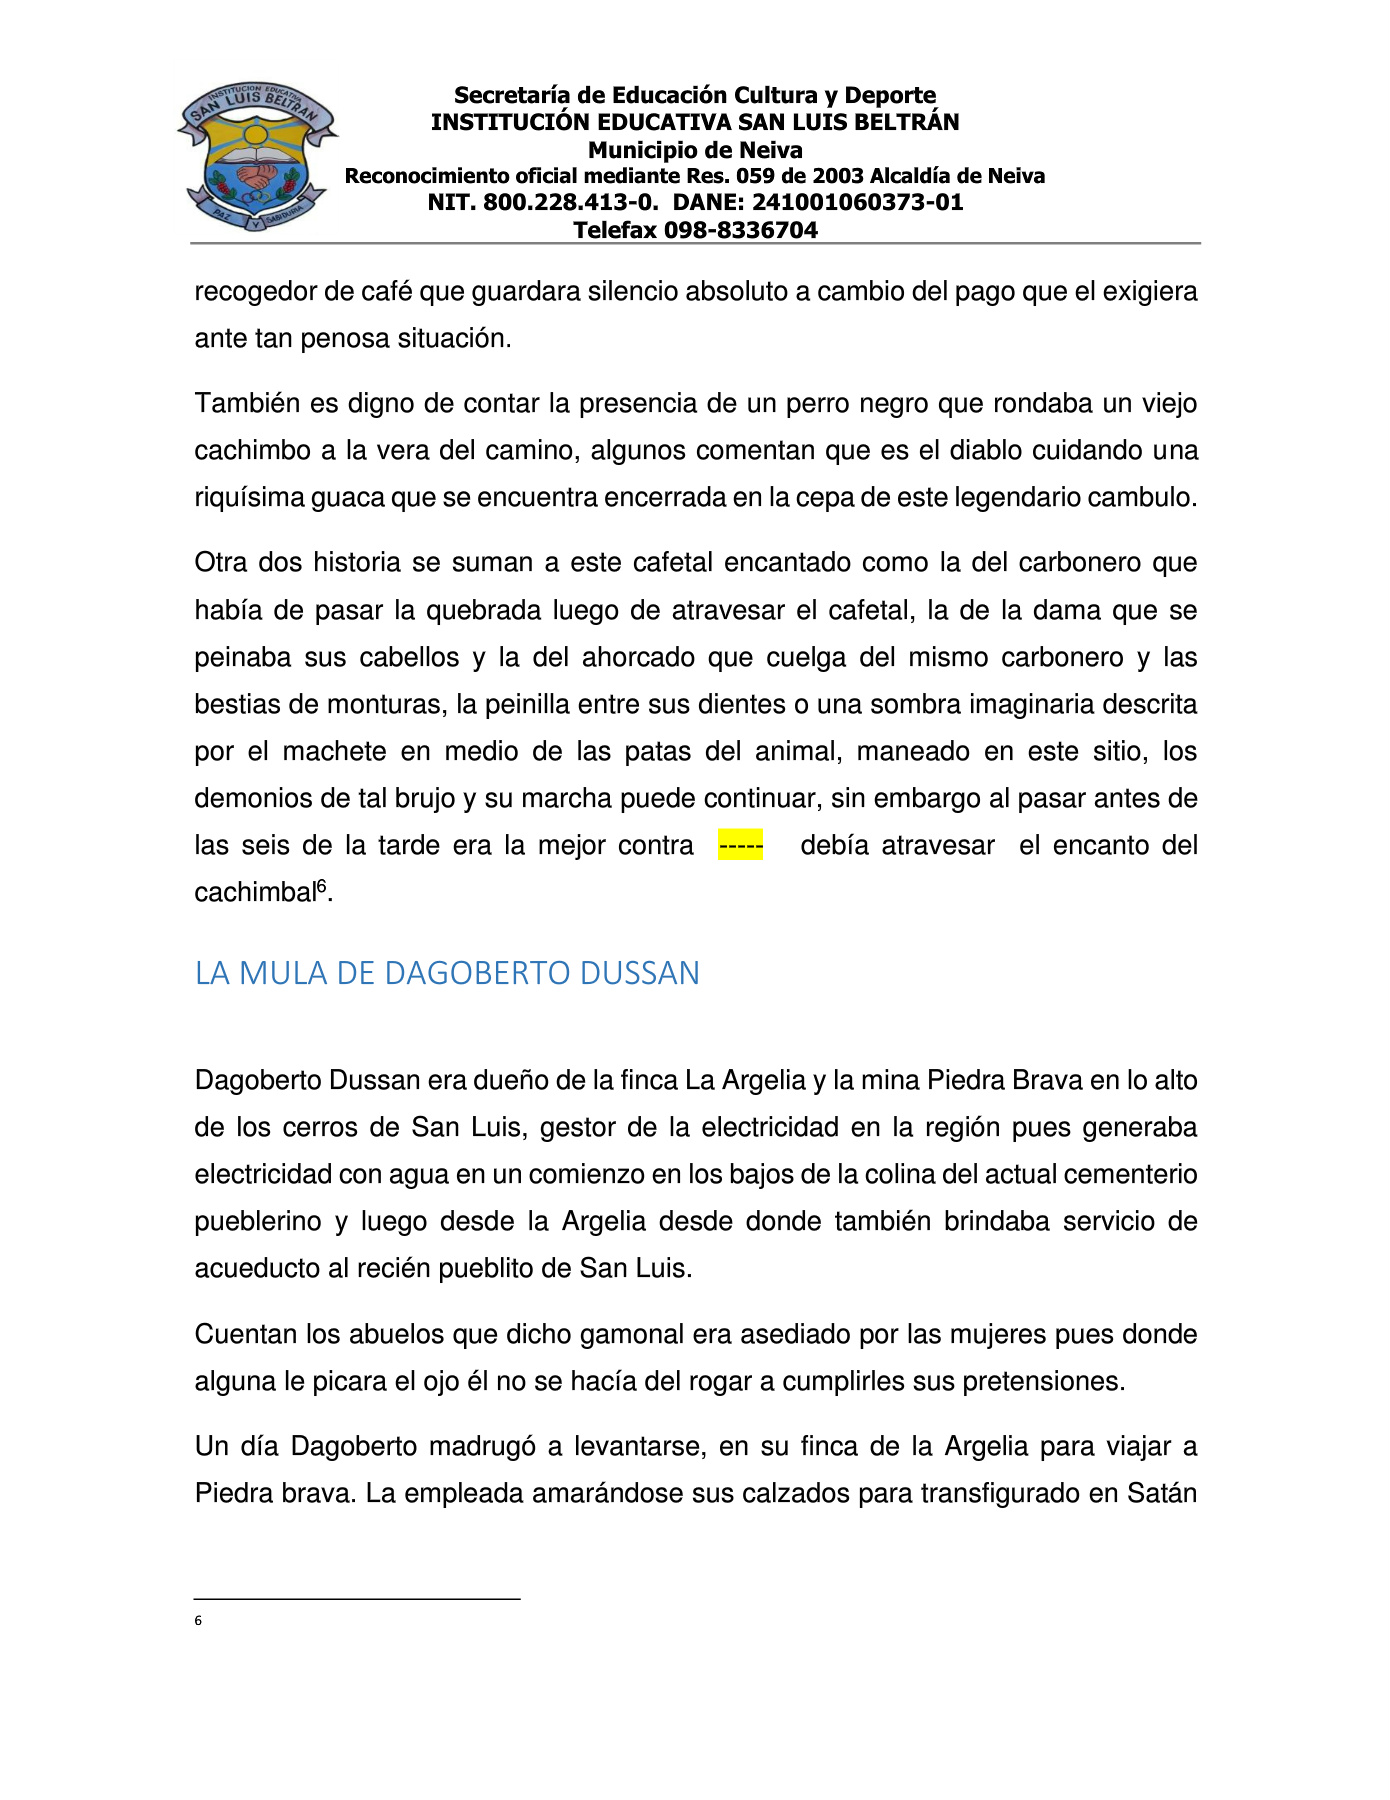 INSTITUCION EDUCATIVA
SAN LUIS BELTRAN
PAZ Y SABIDURIA
Secretaría de Educación Cultura y Deporte
INSTITUCIÓN EDUCATIVA SAN LUIS BELTRÁN
Municipio de Neiva
Reconocimiento oficial mediante Res. 059 de 2003 Alcaldía de Neiva
NIT. 800.228.413-0.  DANE: 241001060373-01
Telefax 098-8336704
recogedor de café que guardara silencio absoluto a cambio del pago que el exigiera
ante tan penosa situación.
También es digno de contar la presencia de un perro negro que rondaba un viejo
cachimbo a la vera del camino, algunos comentan que es el diablo cuidando una
riquísima guaca que se encuentra encerrada en la cepa de este legendario cambulo.
Otra dos historia se suman a este cafetal encantado como la del carbonero que
había de pasar la quebrada luego de atravesar el cafetal, la de la dama que se
peinaba sus cabellos y la del ahorcado que cuelga del mismo carbonero y las
bestias de monturas, la peinilla entre sus dientes o una sombra imaginaria descrita
por el machete en medio de las patas del animal, maneado en este sitio, los
demonios de tal brujo y su marcha puede continuar, sin embargo al pasar antes de
las seis de la tarde era la mejor contra ----- debía atravesar el encanto del
cachimbal⁶.
LA MULA DE DAGOBERTO DUSSAN
Dagoberto Dussan era dueño de la finca La Argelia y la mina Piedra Brava en lo alto
de los cerros de San Luis, gestor de la electricidad en la región pues generaba
electricidad con agua en un comienzo en los bajos de la colina del actual cementerio
pueblerino y luego desde la Argelia desde donde también brindaba servicio de
acueducto al recién pueblito de San Luis.
Cuentan los abuelos que dicho gamonal era asediado por las mujeres pues donde
alguna le picara el ojo él no se hacía del rogar a cumplirles sus pretensiones.
Un día Dagoberto madrugó a levantarse, en su finca de la Argelia para viajar a
Piedra brava. La empleada amarándose sus calzados para transfigurado en Satán
6